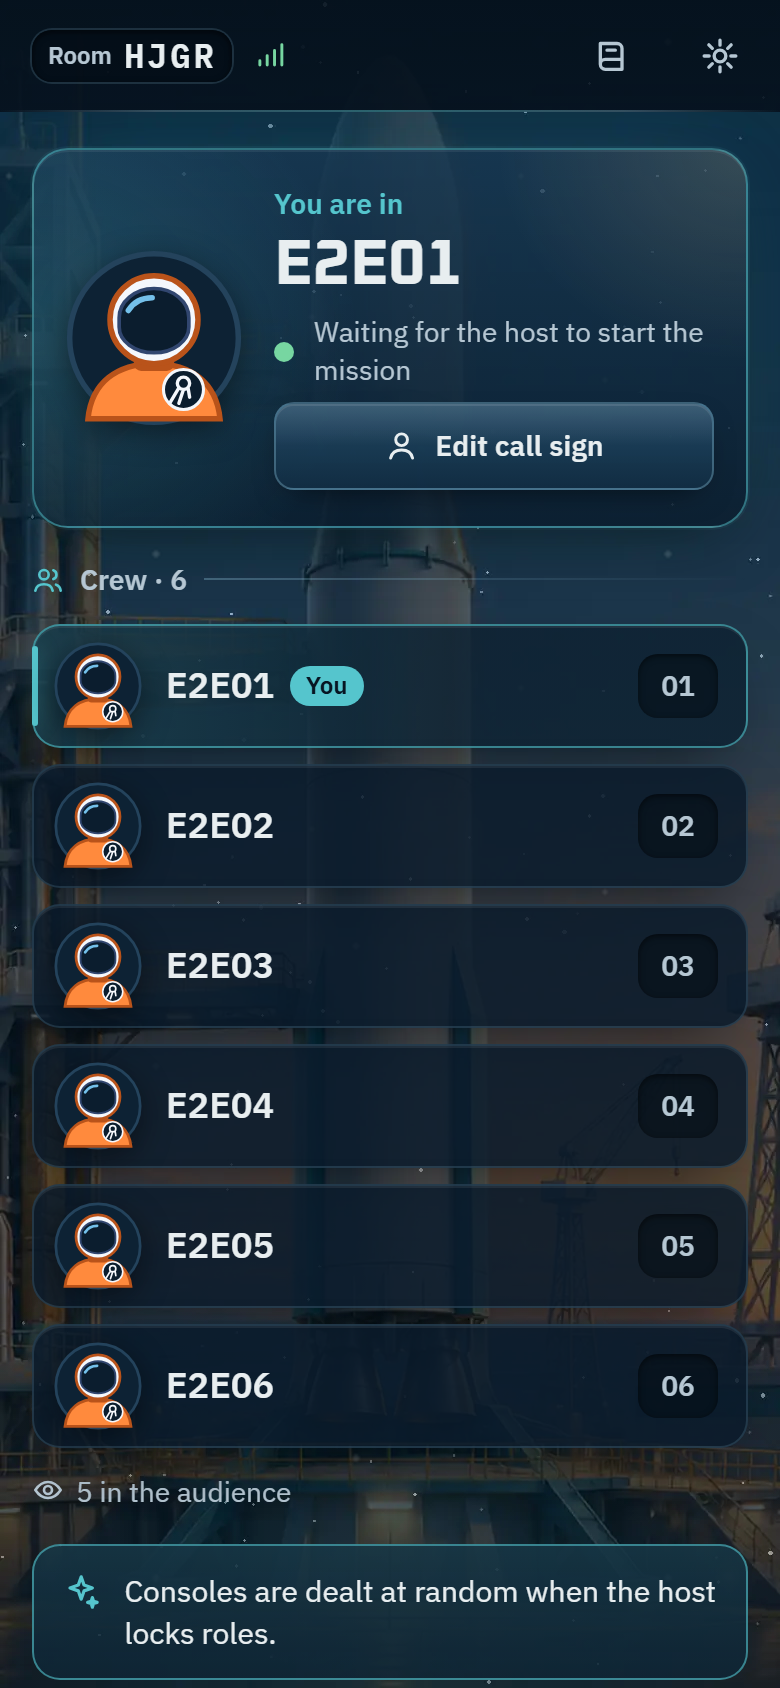 Room HJGR
You are in
E2E01
Waiting for the host to start the
mission
Edit call sign
Crew · 6
E2E01 You 01
E2E02 02
E2E03 03
E2E04 04
E2E05 05
E2E06 06
5 in the audience
Consoles are dealt at random when the host
locks roles.